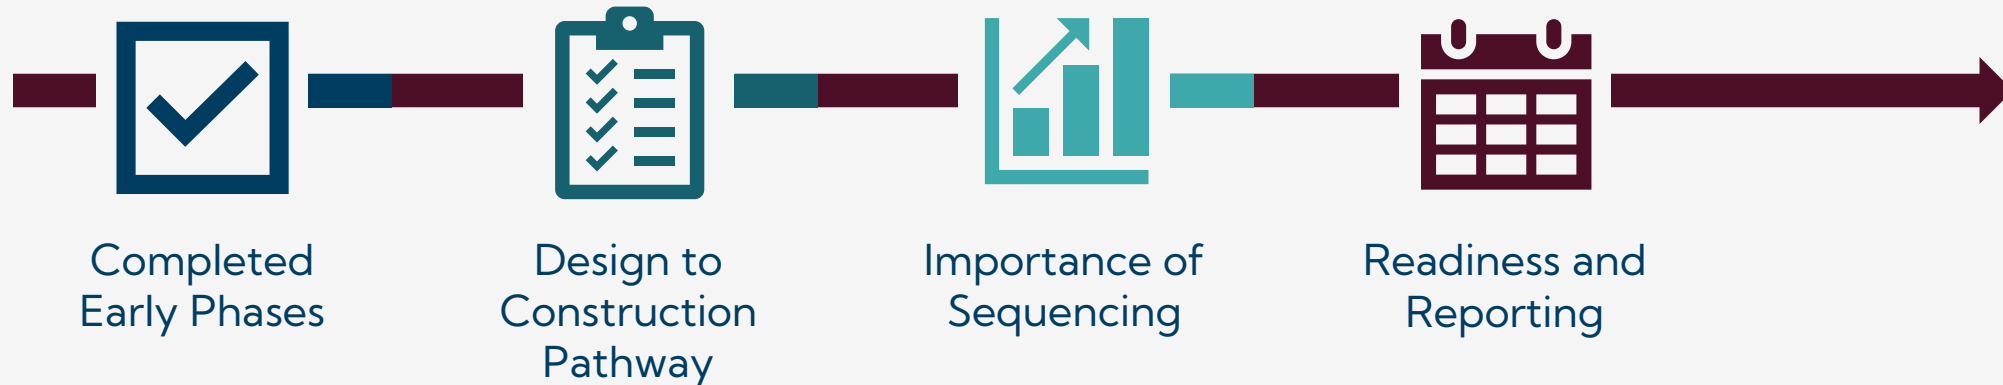 Completed
Early Phases
Design to
Construction
Pathway
Importance of
Sequencing
Readiness and
Reporting